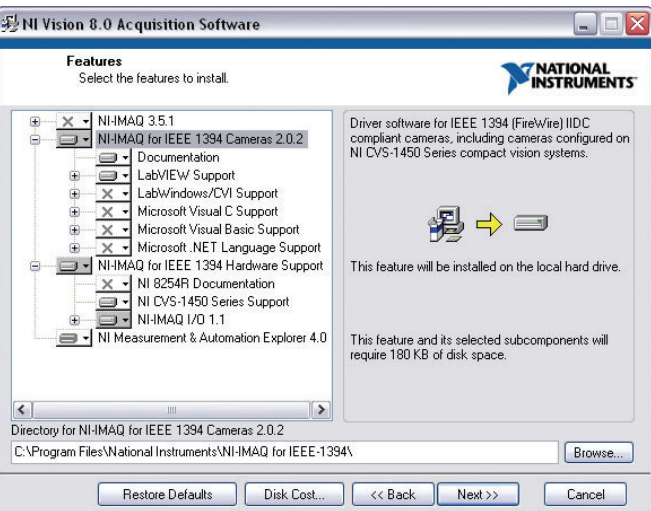 NI Vision 8.0 Acquisition Software
Features
Select the features to install.
NATIONAL
INSTRUMENTS
NI-IMAQ 3.5.1
NI-IMAQ for IEEE 1394 Cameras 2.0.2
Documentation
LabVIEW Support
LabWindows/CVI Support
Microsoft Visual C Support
Microsoft Visual Basic Support
Microsoft .NET Language Support
NI-IMAQ for IEEE 1394 Hardware Support
NI 8254R Documentation
NI CVS-1450 Series Support
NI-IMAQ I/O 1.1
NI Measurement & Automation Explorer 4.0
Driver software for IEEE 1394 (FireWire) IIDC
compliant cameras, including cameras configured on
NI CVS-1450 Series compact vision systems.
This feature will be installed on the local hard drive.
This feature and its selected subcomponents will
require 180 KB of disk space.
Directory for NI-IMAQ for IEEE 1394 Cameras 2.0.2
C:\Program Files\National Instruments\NI-IMAQ for IEEE-1394\
Browse...
Restore Defaults
Disk Cost...
<< Back
Next >>
Cancel